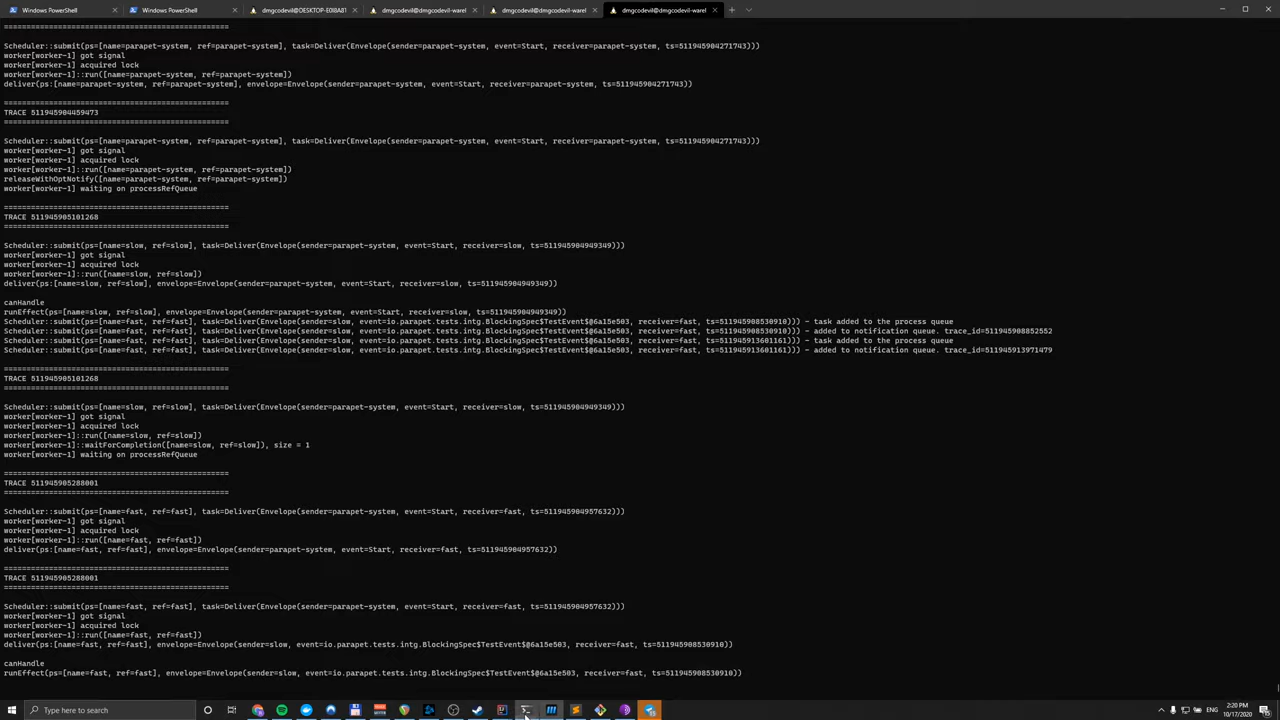 Windows PowerShell
Windows PowerShell
dmgcodevil@DESKTOP-E0I8A81
dmgcodevil@dmgcodevil-warel
dmgcodevil@dmgcodevil-warel
dmgcodevil@dmgcodevil-warel
==================================================
Scheduler::submit(ps=[name=parapet-system, ref=parapet-system], task=Deliver(Envelope(sender=parapet-system, event=Start, receiver=parapet-system, ts=511945904271743)))
worker[worker-1] got signal
worker[worker-1] acquired lock
worker[worker-1]::run([name=parapet-system, ref=parapet-system])
deliver(ps:[name=parapet-system, ref=parapet-system], envelope=Envelope(sender=parapet-system, event=Start, receiver=parapet-system, ts=511945904271743))
==================================================
TRACE 511945904459473
==================================================
Scheduler::submit(ps=[name=parapet-system, ref=parapet-system], task=Deliver(Envelope(sender=parapet-system, event=Start, receiver=parapet-system, ts=511945904271743)))
worker[worker-1] got signal
worker[worker-1] acquired lock
worker[worker-1]::run([name=parapet-system, ref=parapet-system])
releaseWithOptNotify([name=parapet-system, ref=parapet-system])
worker[worker-1] waiting on processRefQueue
==================================================
TRACE 511945905101268
==================================================
Scheduler::submit(ps=[name=slow, ref=slow], task=Deliver(Envelope(sender=parapet-system, event=Start, receiver=slow, ts=511945904949349)))
worker[worker-1] got signal
worker[worker-1] acquired lock
worker[worker-1]::run([name=slow, ref=slow])
deliver(ps:[name=slow, ref=slow], envelope=Envelope(sender=parapet-system, event=Start, receiver=slow, ts=511945904949349))
canHandle
runEffect(ps=[name=slow, ref=slow], envelope=Envelope(sender=parapet-system, event=Start, receiver=slow, ts=511945904949349))
Scheduler::submit(ps=[name=fast, ref=fast], task=Deliver(Envelope(sender=slow, event=io.parapet.tests.intg.BlockingSpec$TestEvent$@6a15e503, receiver=fast, ts=511945908530910))) - task added to the process queue
Scheduler::submit(ps=[name=fast, ref=fast], task=Deliver(Envelope(sender=slow, event=io.parapet.tests.intg.BlockingSpec$TestEvent$@6a15e503, receiver=fast, ts=511945908530910))) - added to notification queue. trace_id=511945908852552
Scheduler::submit(ps=[name=fast, ref=fast], task=Deliver(Envelope(sender=slow, event=io.parapet.tests.intg.BlockingSpec$TestEvent$@6a15e503, receiver=fast, ts=511945913601161))) - task added to the process queue
Scheduler::submit(ps=[name=fast, ref=fast], task=Deliver(Envelope(sender=slow, event=io.parapet.tests.intg.BlockingSpec$TestEvent$@6a15e503, receiver=fast, ts=511945913601161))) - added to notification queue. trace_id=511945913971479
==================================================
TRACE 511945905101268
==================================================
Scheduler::submit(ps=[name=slow, ref=slow], task=Deliver(Envelope(sender=parapet-system, event=Start, receiver=slow, ts=511945904949349)))
worker[worker-1] got signal
worker[worker-1] acquired lock
worker[worker-1]::run([name=slow, ref=slow])
worker[worker-1]::waitForCompletion([name=slow, ref=slow]), size = 1
worker[worker-1] waiting on processRefQueue
==================================================
TRACE 511945905288001
==================================================
Scheduler::submit(ps=[name=fast, ref=fast], task=Deliver(Envelope(sender=parapet-system, event=Start, receiver=fast, ts=511945904957632)))
worker[worker-1] got signal
worker[worker-1] acquired lock
worker[worker-1]::run([name=fast, ref=fast])
deliver(ps:[name=fast, ref=fast], envelope=Envelope(sender=parapet-system, event=Start, receiver=fast, ts=511945904957632))
==================================================
TRACE 511945905288001
==================================================
Scheduler::submit(ps=[name=fast, ref=fast], task=Deliver(Envelope(sender=parapet-system, event=Start, receiver=fast, ts=511945904957632)))
worker[worker-1] got signal
worker[worker-1] acquired lock
worker[worker-1]::run([name=fast, ref=fast])
deliver(ps:[name=fast, ref=fast], envelope=Envelope(sender=slow, event=io.parapet.tests.intg.BlockingSpec$TestEvent$@6a15e503, receiver=fast, ts=511945908530910))
canHandle
runEffect(ps=[name=fast, ref=fast], envelope=Envelope(sender=slow, event=io.parapet.tests.intg.BlockingSpec$TestEvent$@6a15e503, receiver=fast, ts=511945908530910))
Type here to search
ENG
2:20 PM
10/17/2020